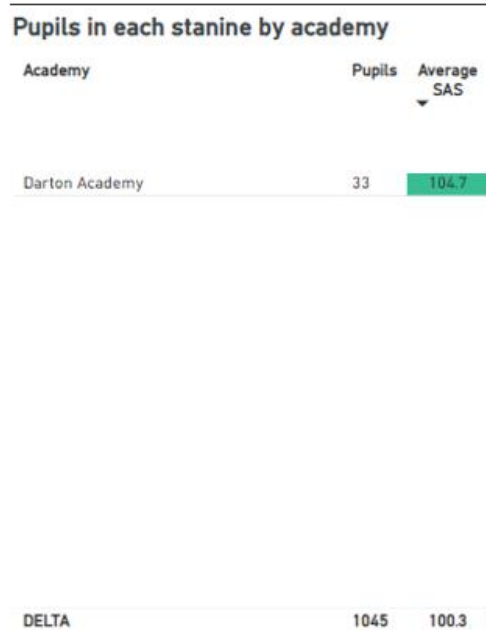 Pupils in each stanine by academy
Academy Pupils Average SAS
Darton Academy 33 104.7
DELTA 1045 100.3